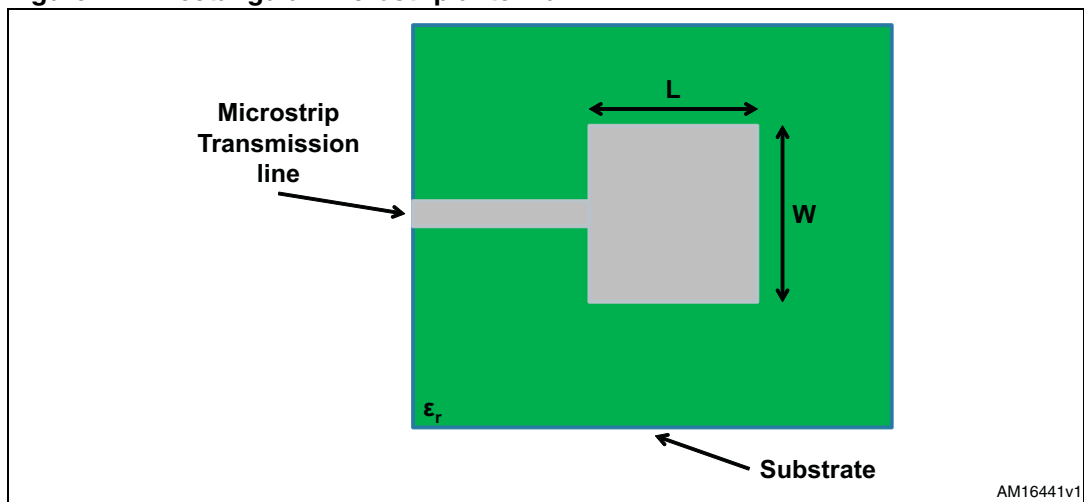 L
Microstrip
Transmission
line
W
εr
Substrate
AM16441v1